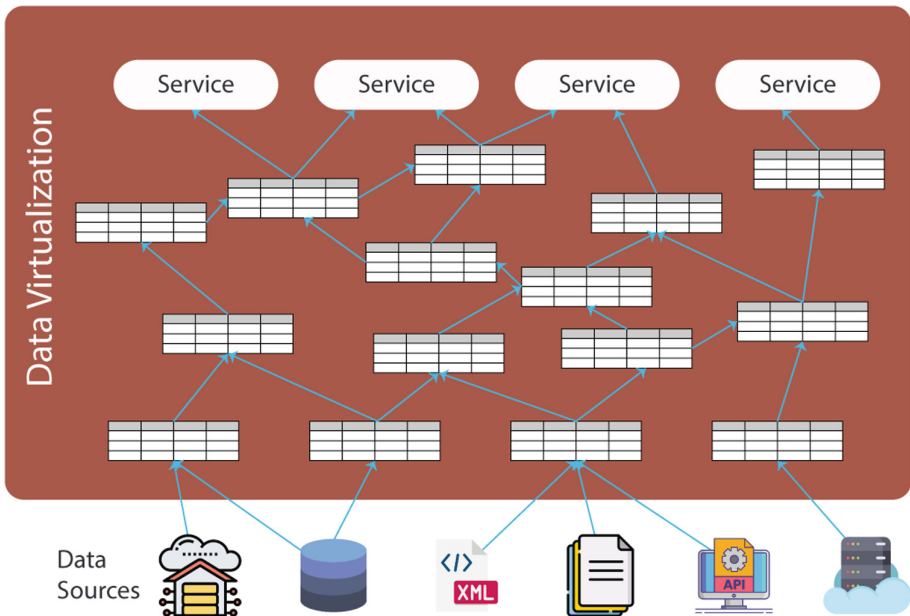 Service
Service
Service
Service
Data Virtualization
Data
Sources
</>
XML
API